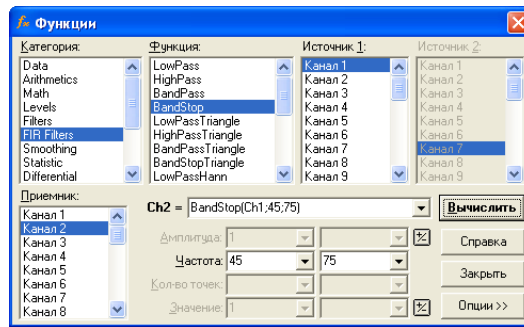 Функции
Категория:
Data
Arithmetics
Math
Levels
Filters
FIR Filters
Smoothing
Statistic
Differential
Функция:
LowPass
HighPass
BandPass
BandStop
LowPassTriangle
HighPassTriangle
BandPassTriangle
BandStopTriangle
LowPassHann
Источник 1:
Канал 1
Канал 2
Канал 3
Канал 4
Канал 5
Канал 6
Канал 7
Канал 8
Канал 9
Источник 2:
Канал 1
Канал 2
Канал 3
Канал 4
Канал 5
Канал 6
Канал 7
Канал 8
Канал 9
Приемник:
Канал 1
Канал 2
Канал 3
Канал 4
Канал 5
Канал 6
Канал 7
Канал 8
Ch2 = BandStop(Ch1;45;75)
Амплитуда: 1
Частота: 45 75
Кол-во точек:
Значение: 1
Вычислить
Справка
Закрыть
Опции >>